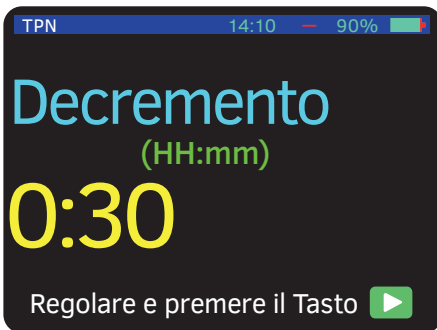 TPN 14:10 — 90%
Decremento
(HH:mm)
0:30
Regolare e premere il Tasto